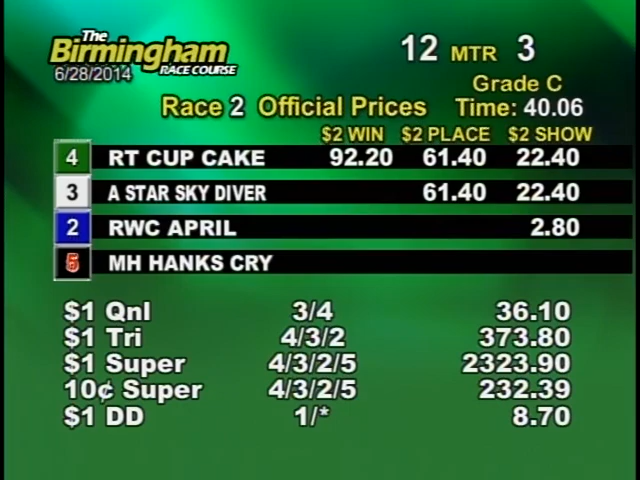 The
Birmingham
RACE COURSE
6/28/2014
12 MTR 3
Grade C
Race 2 Official Prices Time: 40.06
$2 WIN $2 PLACE $2 SHOW
4 RT CUP CAKE 92.20 61.40 22.40
3 A STAR SKY DIVER 61.40 22.40
2 RWC APRIL 2.80
5 MH HANKS CRY
$1 Qnl 3/4 36.10
$1 Tri 4/3/2 373.80
$1 Super 4/3/2/5 2323.90
10¢ Super 4/3/2/5 232.39
$1 DD 1/* 8.70